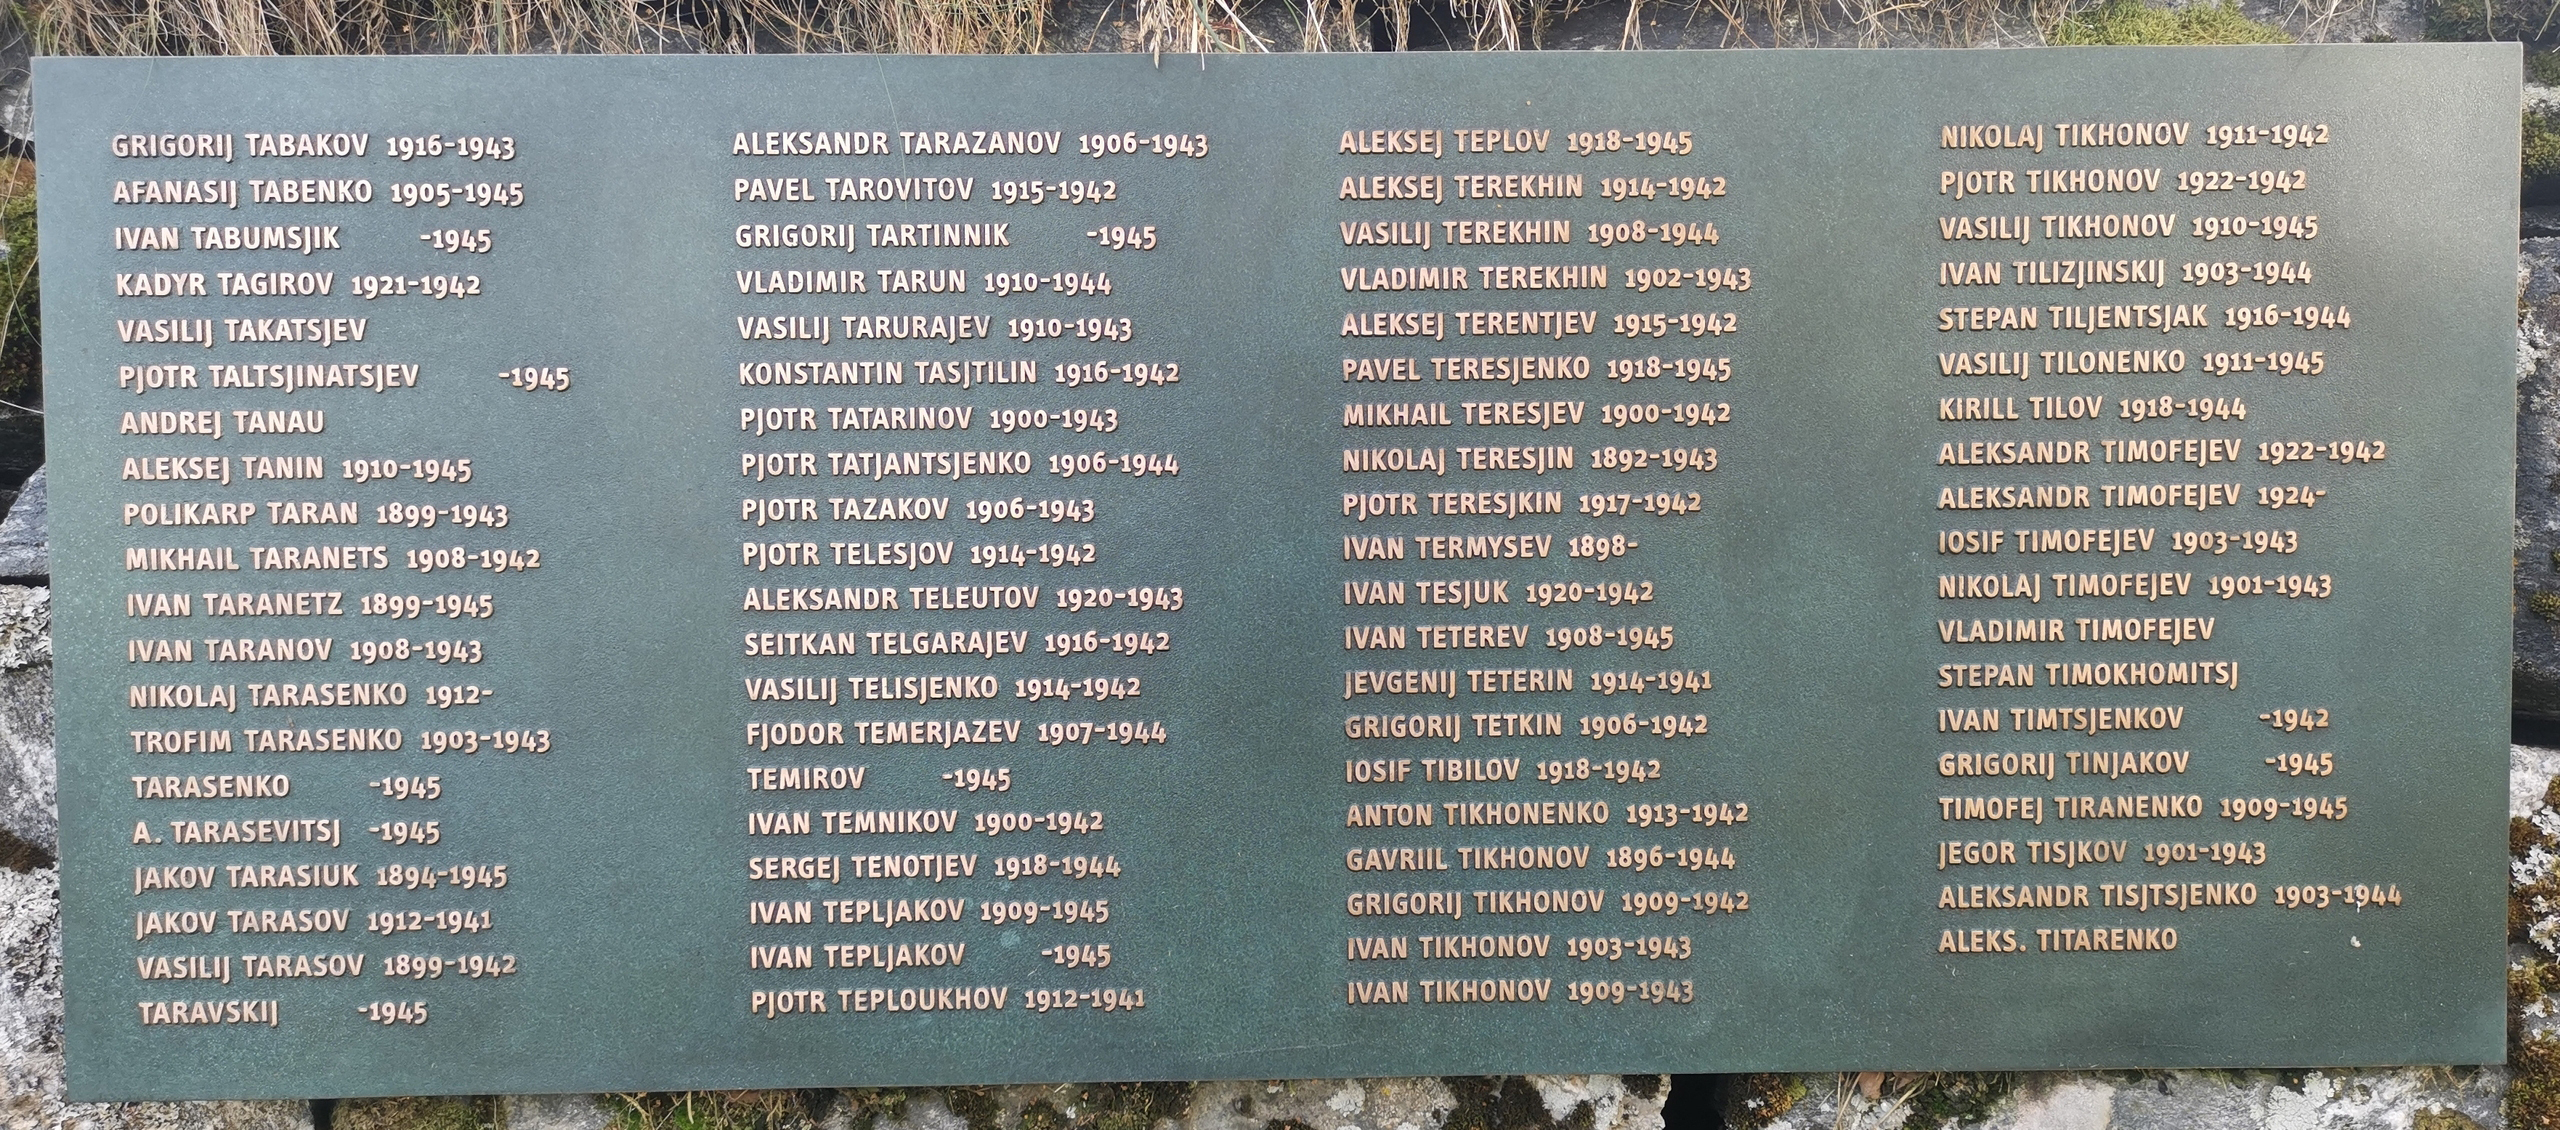 GRIGORIJ TABAKOV 1916-1943
AFANASIJ TABENKO 1905-1945
IVAN TABUMSJIK -1945
KADYR TAGIROV 1921-1942
VASILIJ TAKATSJEV
PJOTR TALTSJINATSJEV -1945
ANDREJ TANAU
ALEKSEJ TANIN 1910-1945
POLIKARP TARAN 1899-1943
MIKHAIL TARANETS 1908-1942
IVAN TARANETZ 1899-1945
IVAN TARANOV 1908-1943
NIKOLAJ TARASENKO 1912-
TROFIM TARASENKO 1903-1943
TARASENKO -1945
A. TARASEVITSJ -1945
JAKOV TARASIUK 1894-1945
JAKOV TARASOV 1912-1941
VASILIJ TARASOV 1899-1942
TARAVSKIJ -1945
ALEKSANDR TARAZANOV 1906-1943
PAVEL TAROVITOV 1915-1942
GRIGORIJ TARTINNIK -1945
VLADIMIR TARUN 1910-1944
VASILIJ TARURAJEV 1910-1943
KONSTANTIN TASJTILIN 1916-1942
PJOTR TATARINOV 1900-1943
PJOTR TATJANTSJENKO 1906-1944
PJOTR TAZAKOV 1906-1943
PJOTR TELESJOV 1914-1942
ALEKSANDR TELEUTOV 1920-1943
SEITKAN TELGARAJEV 1916-1942
VASILIJ TELISJENKO 1914-1942
FJODOR TEMERJAZEV 1907-1944
TEMIROV -1945
IVAN TEMNIKOV 1900-1942
SERGEJ TENOTJEV 1918-1944
IVAN TEPLJAKOV 1909-1945
IVAN TEPLJAKOV -1945
PJOTR TEPLOUKHOV 1912-1941
ALEKSEJ TEPLOV 1918-1945
ALEKSEJ TEREKHIN 1914-1942
VASILIJ TEREKHIN 1908-1944
VLADIMIR TEREKHIN 1902-1943
ALEKSEJ TERENTJEV 1915-1942
PAVEL TERESJENKO 1918-1945
MIKHAIL TERESJEV 1900-1942
NIKOLAJ TERESJIN 1892-1943
PJOTR TERESJKIN 1917-1942
IVAN TERMYSEV 1898-
IVAN TESJUK 1920-1942
IVAN TETEREV 1908-1945
JEVGENIJ TETERIN 1914-1941
GRIGORIJ TETKIN 1906-1942
IOSIF TIBILOV 1918-1942
ANTON TIKHONENKO 1913-1942
GAVRIIL TIKHONOV 1896-1944
GRIGORIJ TIKHONOV 1909-1942
IVAN TIKHONOV 1903-1943
IVAN TIKHONOV 1909-1943
NIKOLAJ TIKHONOV 1911-1942
PJOTR TIKHONOV 1922-1942
VASILIJ TIKHONOV 1910-1945
IVAN TILIZJINSKIJ 1903-1944
STEPAN TILJENTSJAK 1916-1944
VASILIJ TILONENKO 1911-1945
KIRILL TILOV 1918-1944
ALEKSANDR TIMOFEJEV 1922-1942
ALEKSANDR TIMOFEJEV 1924-
IOSIF TIMOFEJEV 1903-1943
NIKOLAJ TIMOFEJEV 1901-1943
VLADIMIR TIMOFEJEV
STEPAN TIMOKHOMITSJ
IVAN TIMTSJENKOV -1942
GRIGORIJ TINJAKOV -1945
TIMOFEJ TIRANENKO 1909-1945
JEGOR TISJKOV 1901-1943
ALEKSANDR TISJTSJENKO 1903-1944
ALEKS. TITARENKO